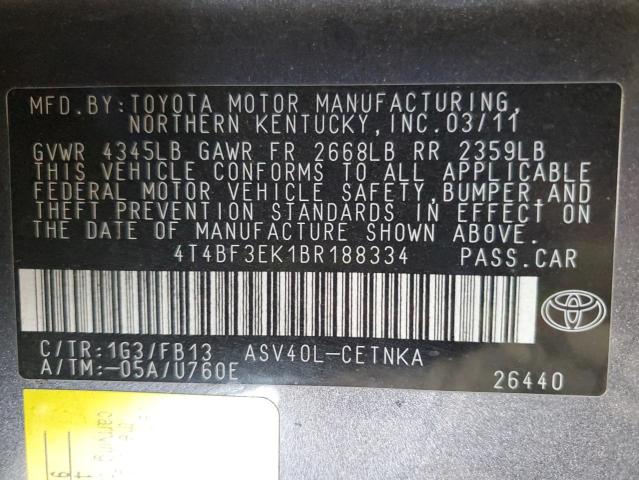 MFD.BY:TOYOTA MOTOR MANUFACTURING,
NORTHERN KENTUCKY,INC.03/11
GVWR 4345LB GAWR FR 2668LB RR 2359LB
THIS VEHICLE CONFORMS TO ALL APPLICABLE
FEDERAL MOTOR VEHICLE SAFETY,BUMPER,AND
THEFT PREVENTION STANDARDS IN EFFECT ON
THE DATE OF MANUFACTURE SHOWN ABOVE.
4T4BF3EK1BR188334 PASS.CAR
C/TR:1G3/FB13 ASV40L-CETNKA
A/TM:-05A/U760E 26440